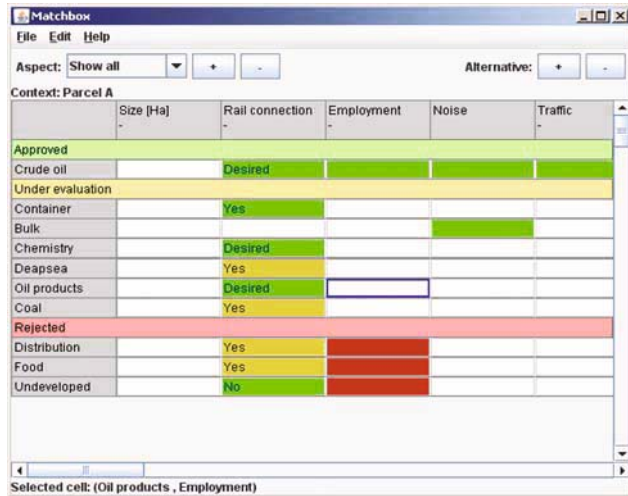 Matchbox
File Edit Help
Aspect: Show all + - Alternative: + -
Context: Parcel A
Size [Ha] Rail connection Employment Noise Traffic
- - - -
Approved
Crude oil Desired
Under evaluation
Container Yes
Bulk
Chemistry Desired
Deapsea Yes
Oil products Desired
Coal Yes
Rejected
Distribution Yes
Food Yes
Undeveloped No
Selected cell: (Oil products , Employment)